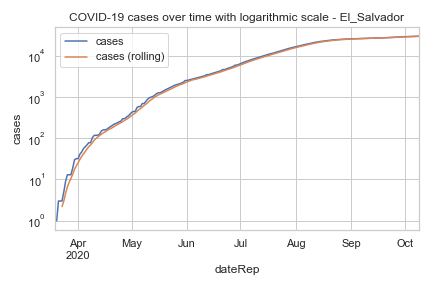 COVID-19 cases over time with logarithmic scale - El_Salvador
cases
cases (rolling)
10^4
10^3
10^2
10^1
10^0
cases
Apr
2020
May
Jun
Jul
Aug
Sep
Oct
dateRep